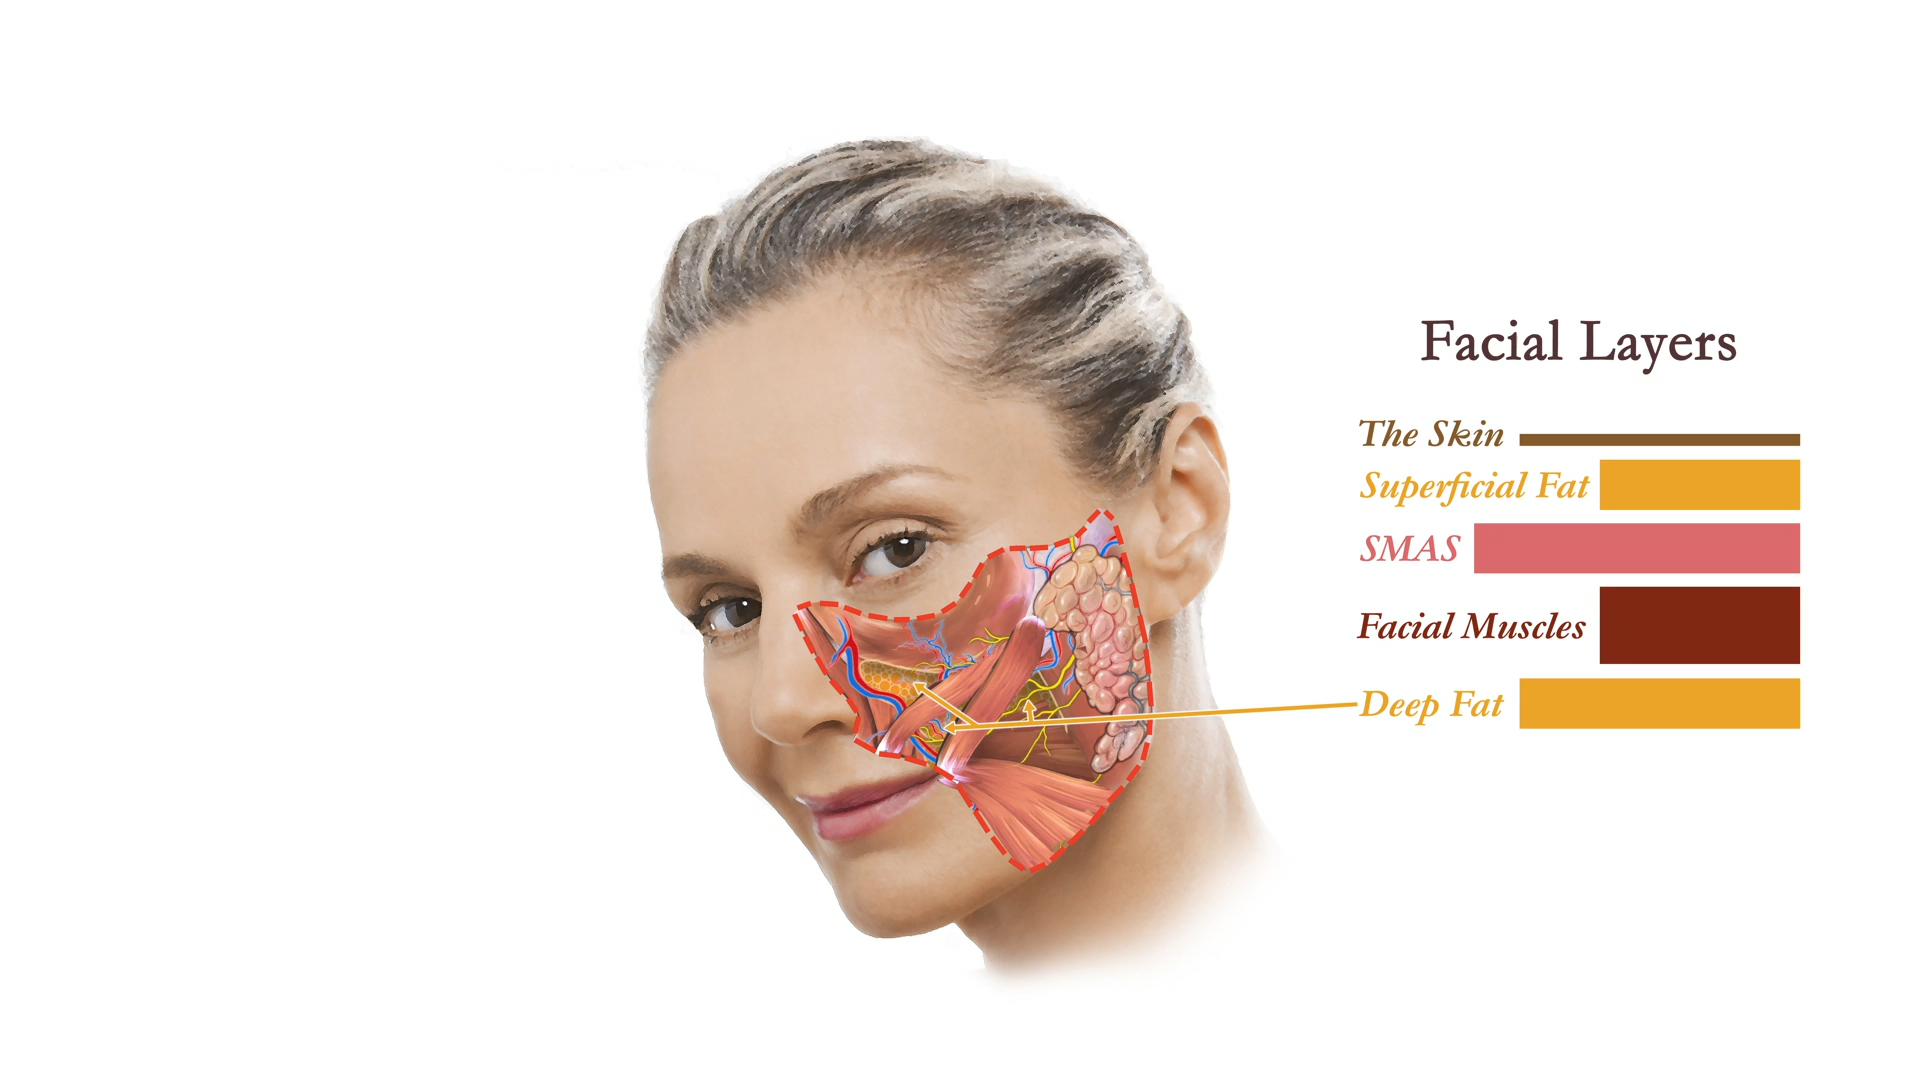 Facial Layers
The Skin
Superficial Fat
SMAS
Facial Muscles
Deep Fat